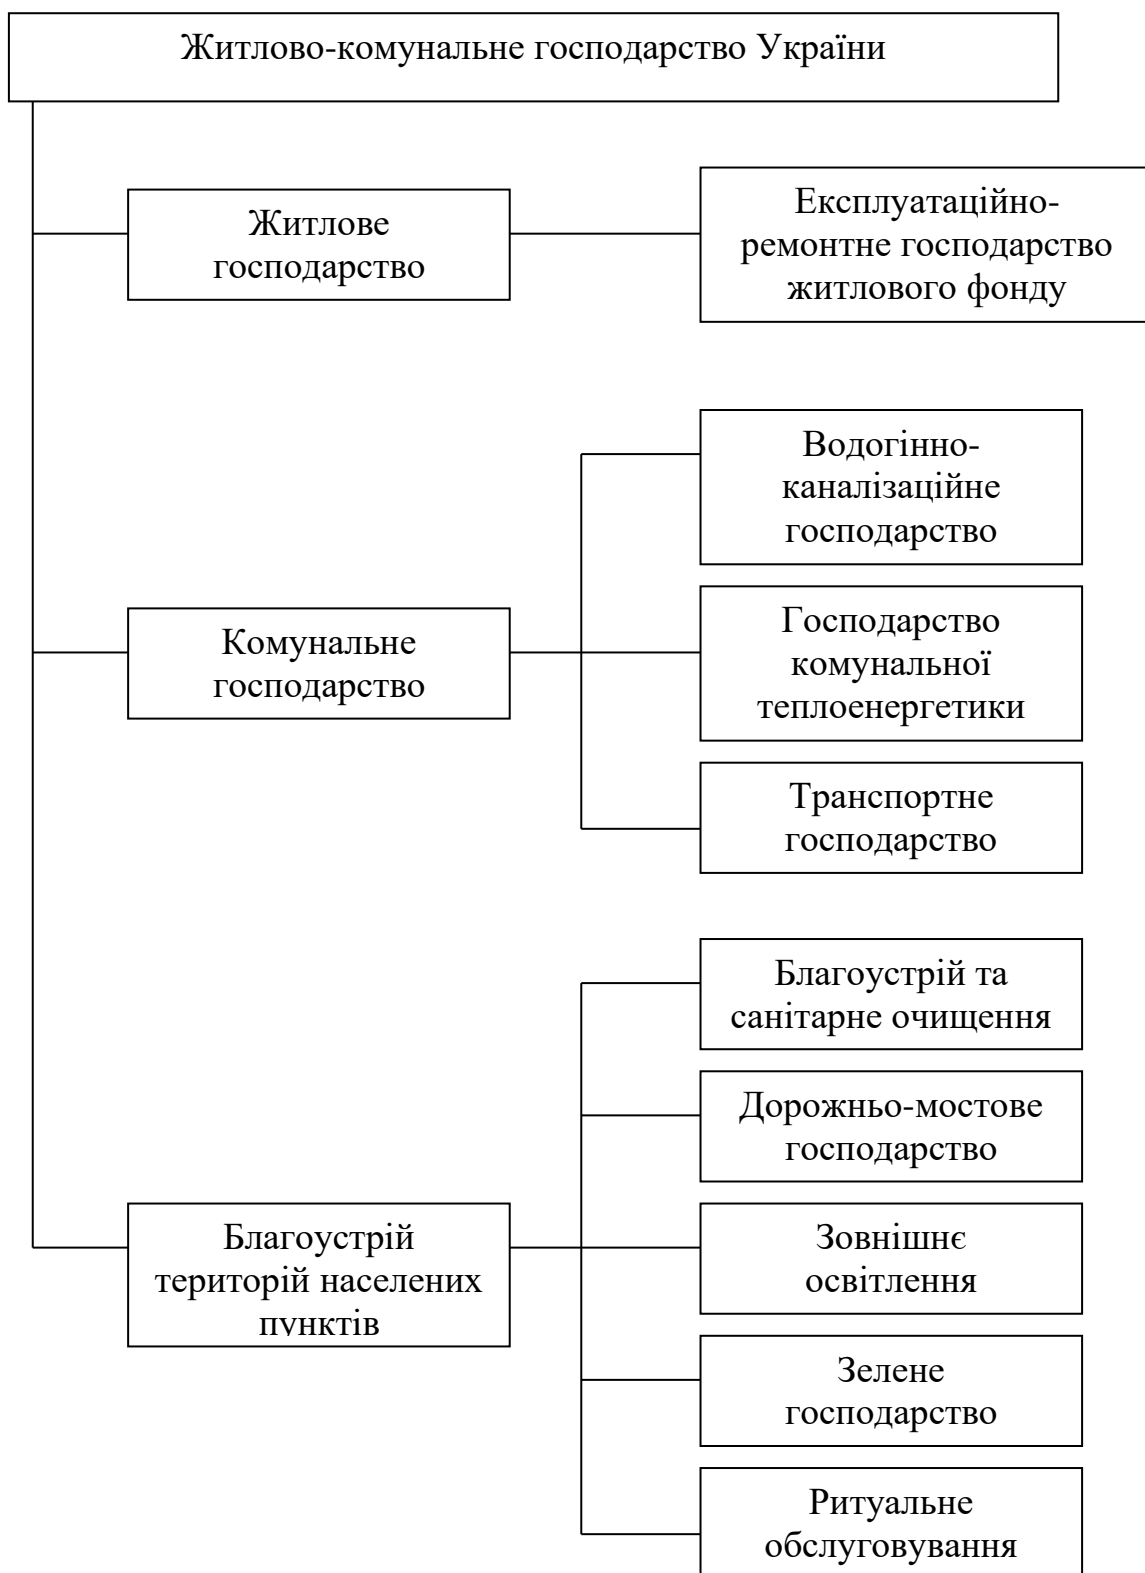 Житлово-комунальне господарство України
Житлове
господарство
Експлуатаційно-
ремонтне господарство
житлового фонду
Комунальне
господарство
Водогінно-
каналізаційне
господарство
Господарство
комунальної
теплоенергетики
Транспортне
господарство
Благоустрій
територій населених
пунктів
Благоустрій та
санітарне очищення
Дорожньо-мостове
господарство
Зовнішнє
освітлення
Зелене
господарство
Ритуальне
обслуговування